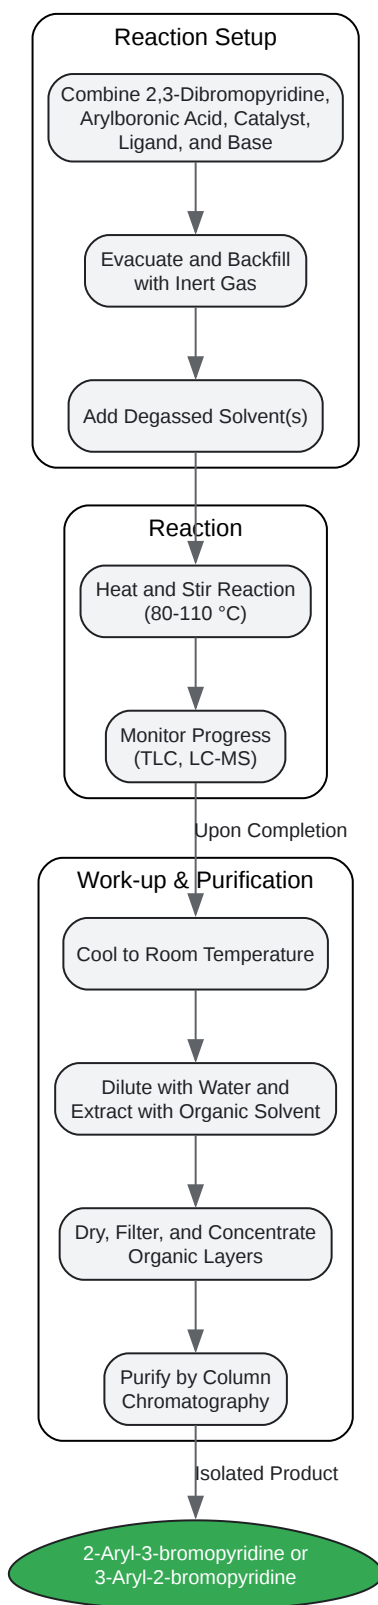 Reaction Setup
Combine 2,3-Dibromopyridine,
Arylboronic Acid, Catalyst,
Ligand, and Base
Evacuate and Backfill
with Inert Gas
Add Degassed Solvent(s)
Reaction
Heat and Stir Reaction
(80-110 °C)
Monitor Progress
(TLC, LC-MS)
Upon Completion
Work-up & Purification
Cool to Room Temperature
Dilute with Water and
Extract with Organic Solvent
Dry, Filter, and Concentrate
Organic Layers
Purify by Column
Chromatography
Isolated Product
2-Aryl-3-bromopyridine or
3-Aryl-2-bromopyridine